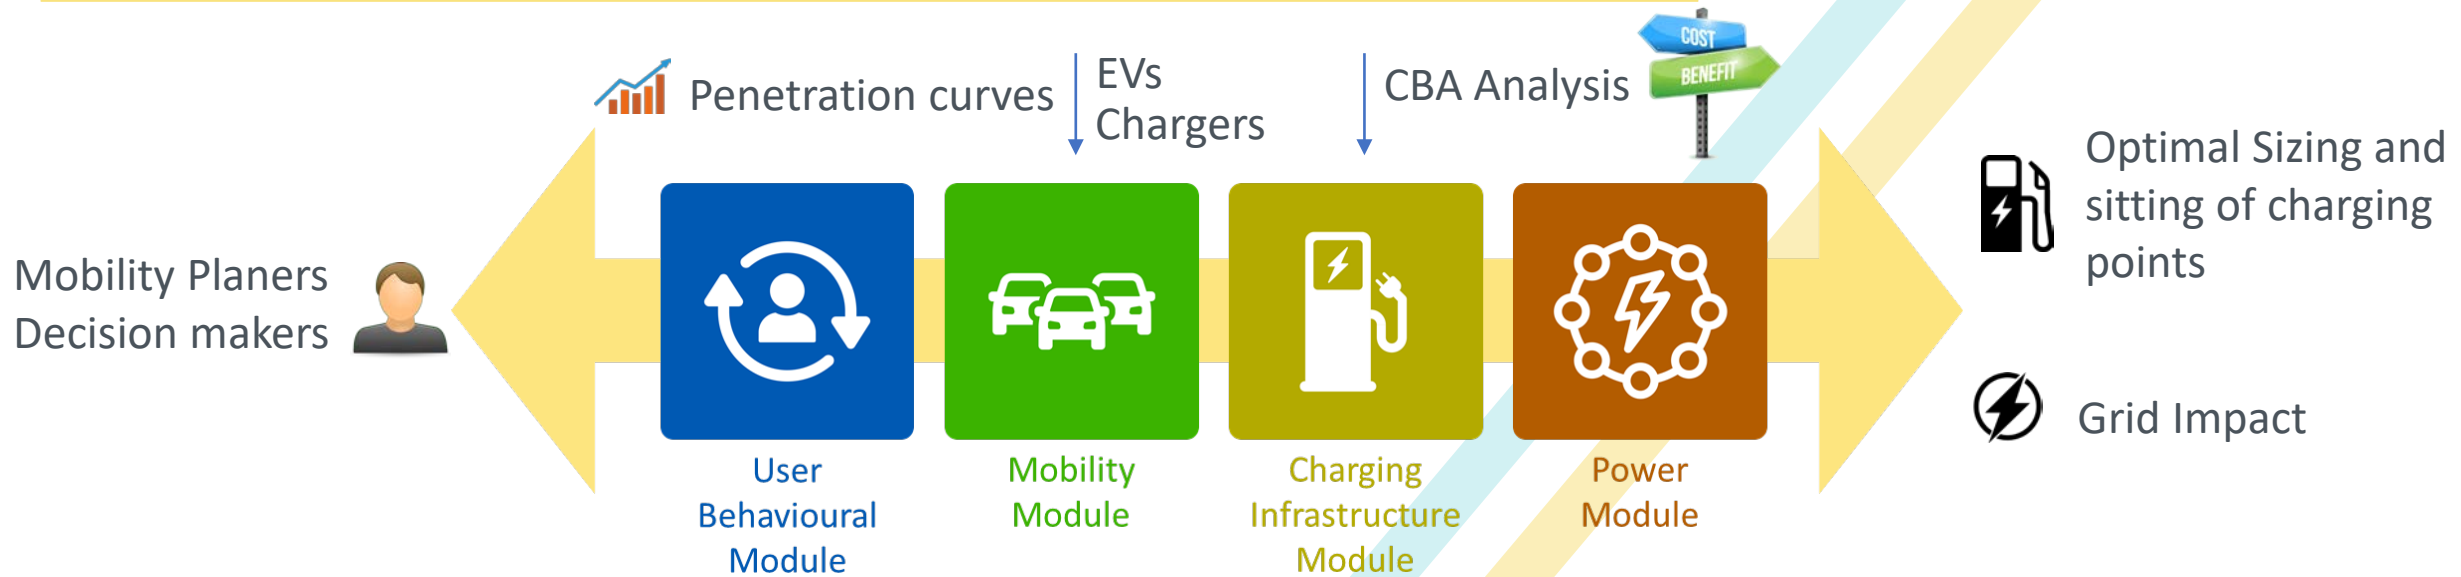 Penetration curves
EVs
Chargers
CBA Analysis
COST
BENEFIT
Mobility Planers
Decision makers
Optimal Sizing and
sitting of charging
points
Grid Impact
User
Behavioural
Module
Mobility
Module
Charging
Infrastructure
Module
Power
Module